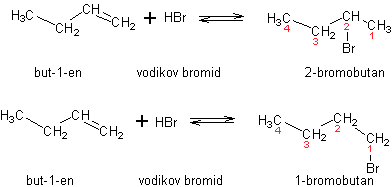 H₃C CH₂ CH CH₂ + HBr H₃C 4 CH₂ 3 CH 2 CH₃ 1 Br
but-1-en vodikov bromid 2-bromobutan
H₃C CH₂ CH CH₂ + HBr H₃C 4 CH₂ 3 CH₂ 2 CH₂ 1 Br
but-1-en vodikov bromid 1-bromobutan